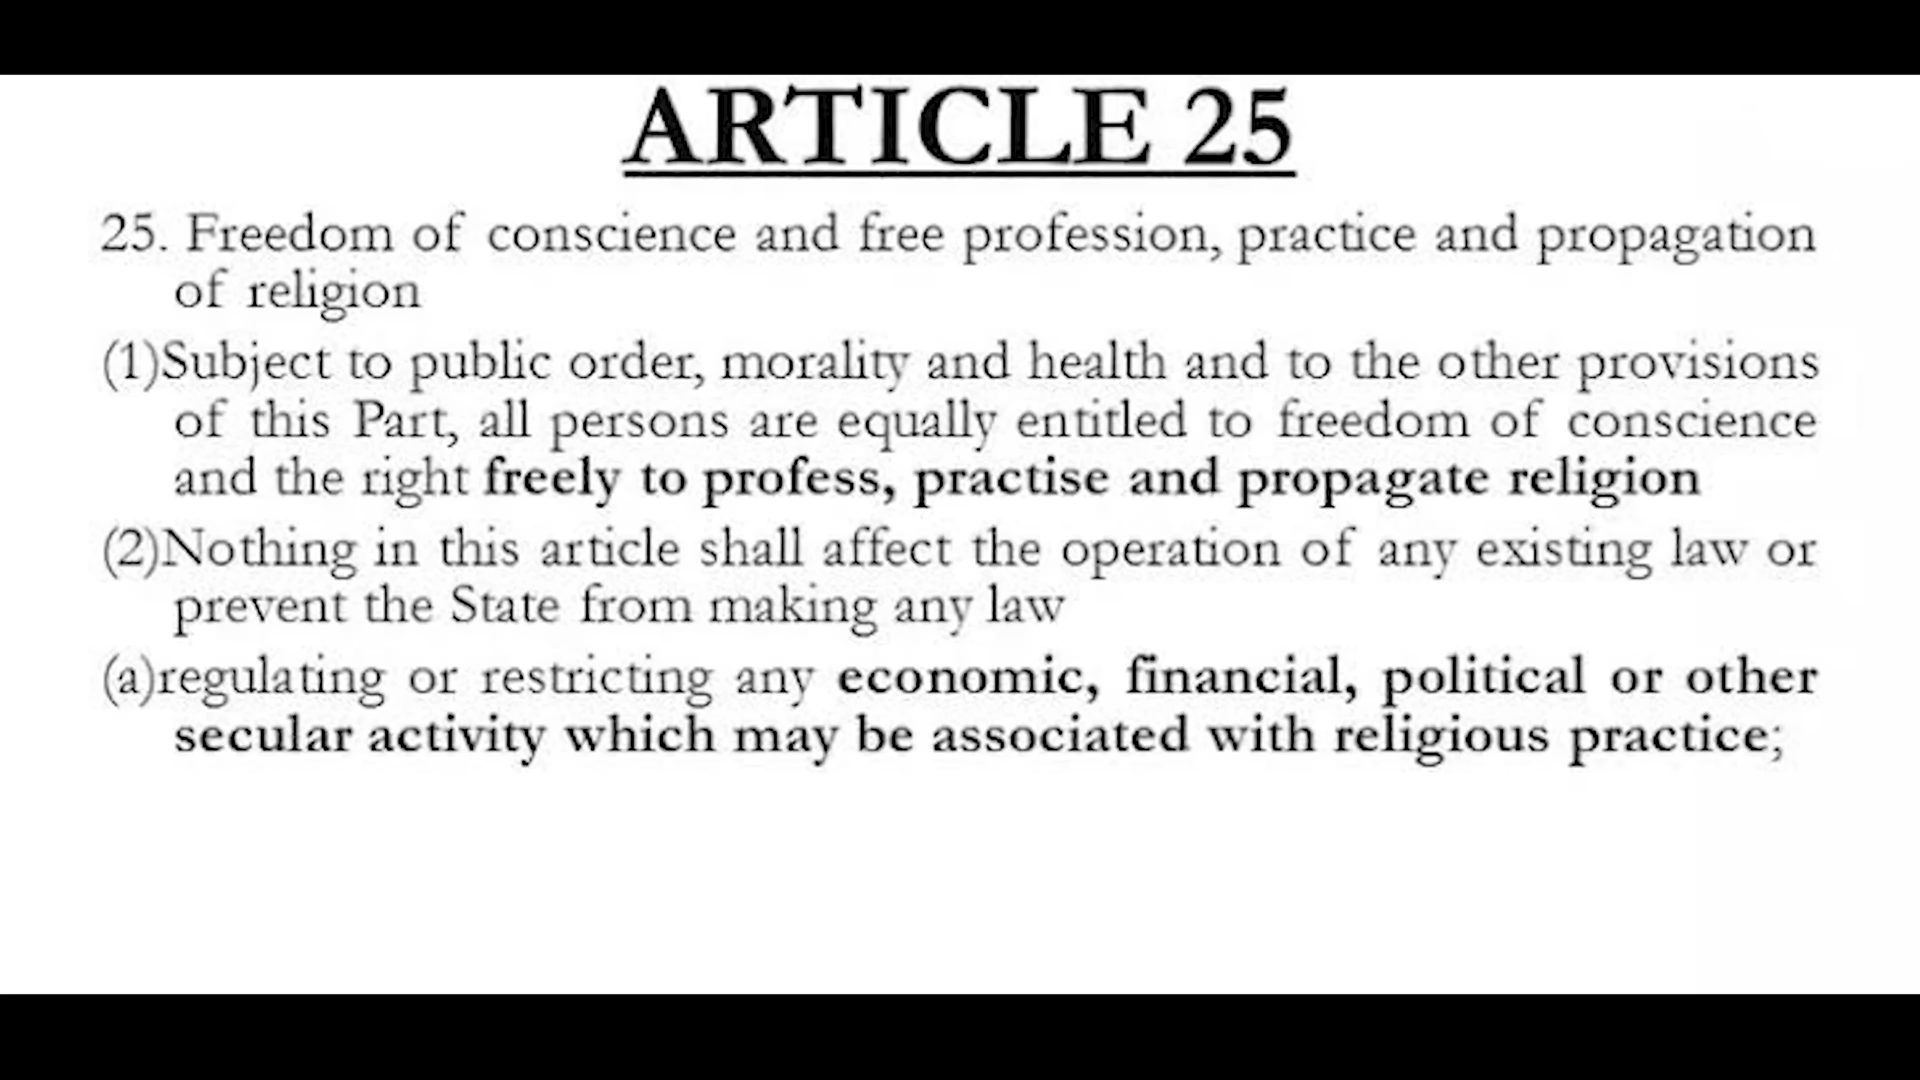 ARTICLE 25
25. Freedom of conscience and free profession, practice and propagation
of religion
(1)Subject to public order, morality and health and to the other provisions
of this Part, all persons are equally entitled to freedom of conscience
and the right freely to profess, practise and propagate religion
(2)Nothing in this article shall affect the operation of any existing law or
prevent the State from making any law
(a)regulating or restricting any economic, financial, political or other
secular activity which may be associated with religious practice;